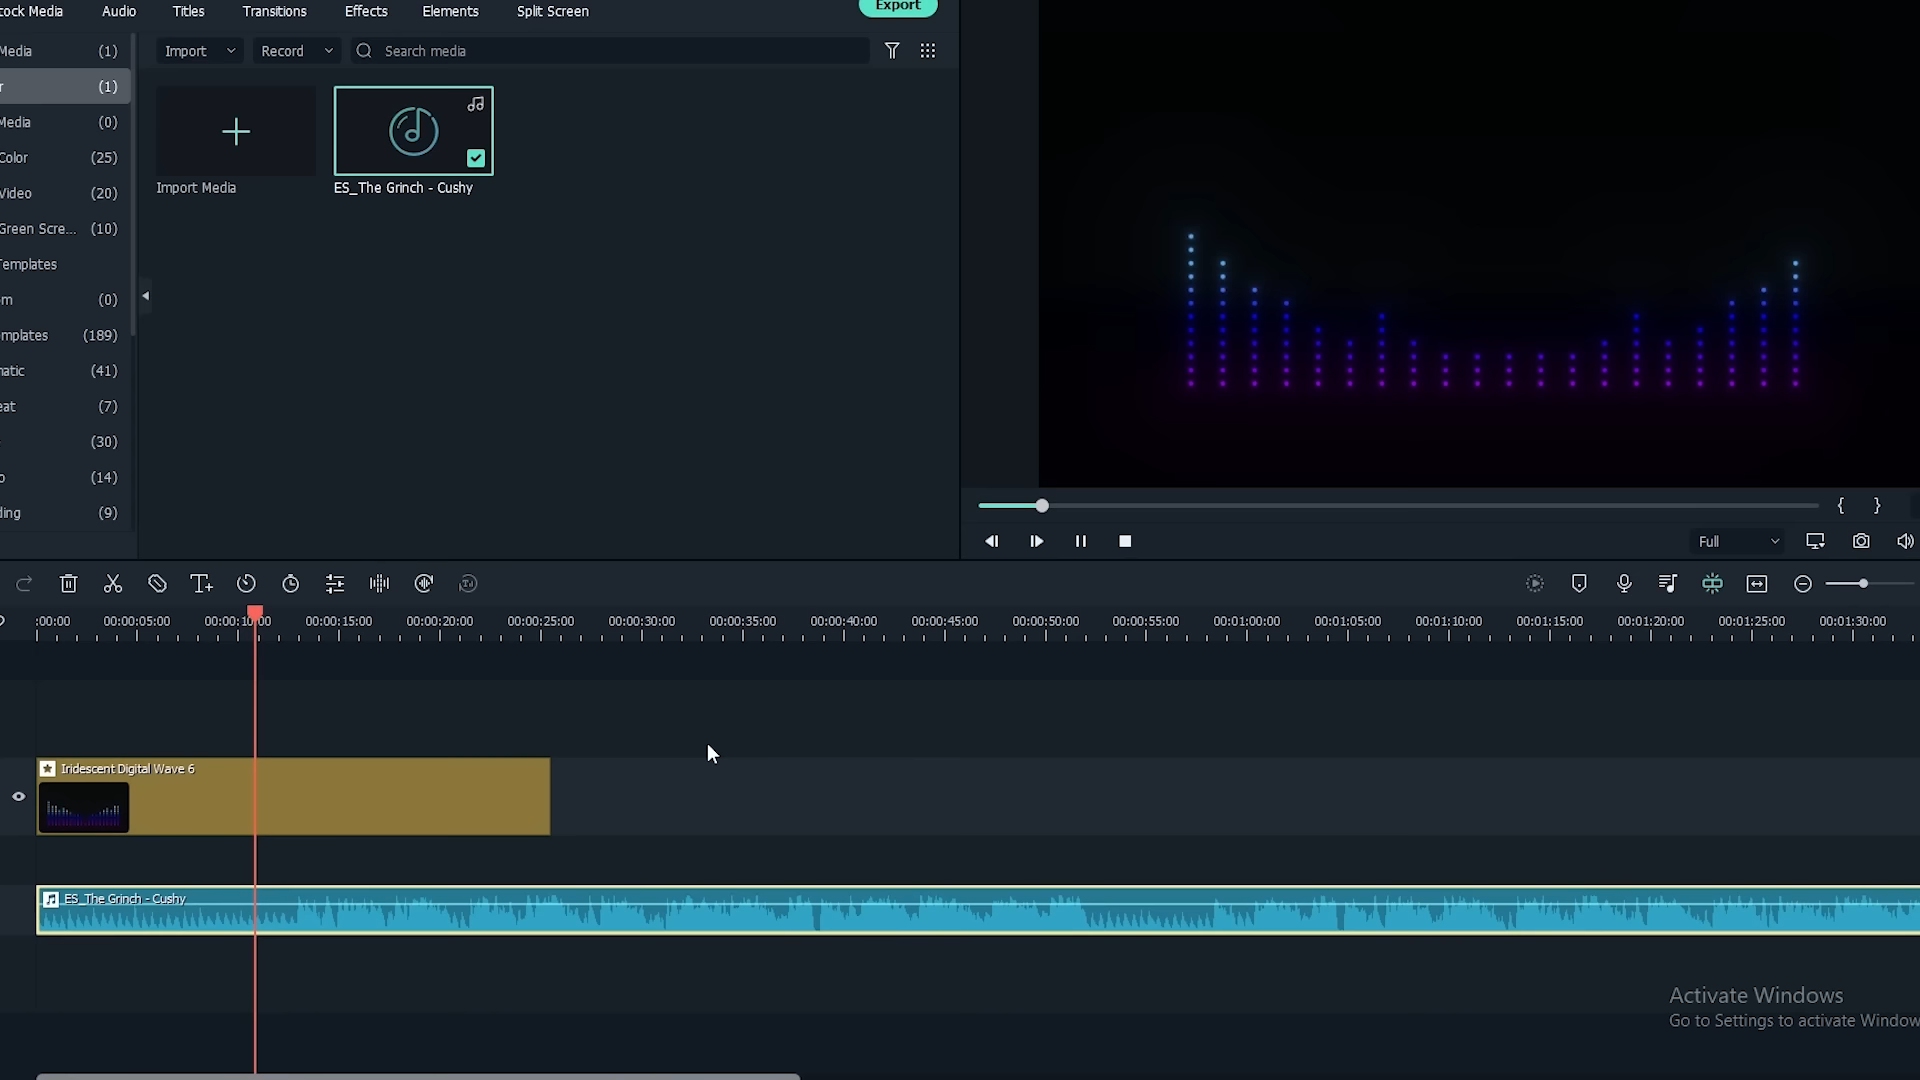 tock Media Audio Titles Transitions Effects Elements Split Screen Export
Media (1) Import Record Search media
r (1)
Media (0)
Color (25)
Video (20)
Import Media ES_The Grinch - Cushy
Green Scre... (10)
Templates
m (0)
mplates (189)
natic (41)
eat (7)
(30)
o (14)
ding (9)
{ }
Full
:00:00 00:00:05:00 00:00:10:00 00:00:15:00 00:00:20:00 00:00:25:00 00:00:30:00 00:00:35:00 00:00:40:00 00:00:45:00 00:00:50:00 00:00:55:00 00:01:00:00 00:01:05:00 00:01:10:00 00:01:15:00 00:01:20:00 00:01:25:00 00:01:30:00
Iridescent Digital Wave 6
ES_The Grinch - Cushy
Activate Windows
Go to Settings to activate Window